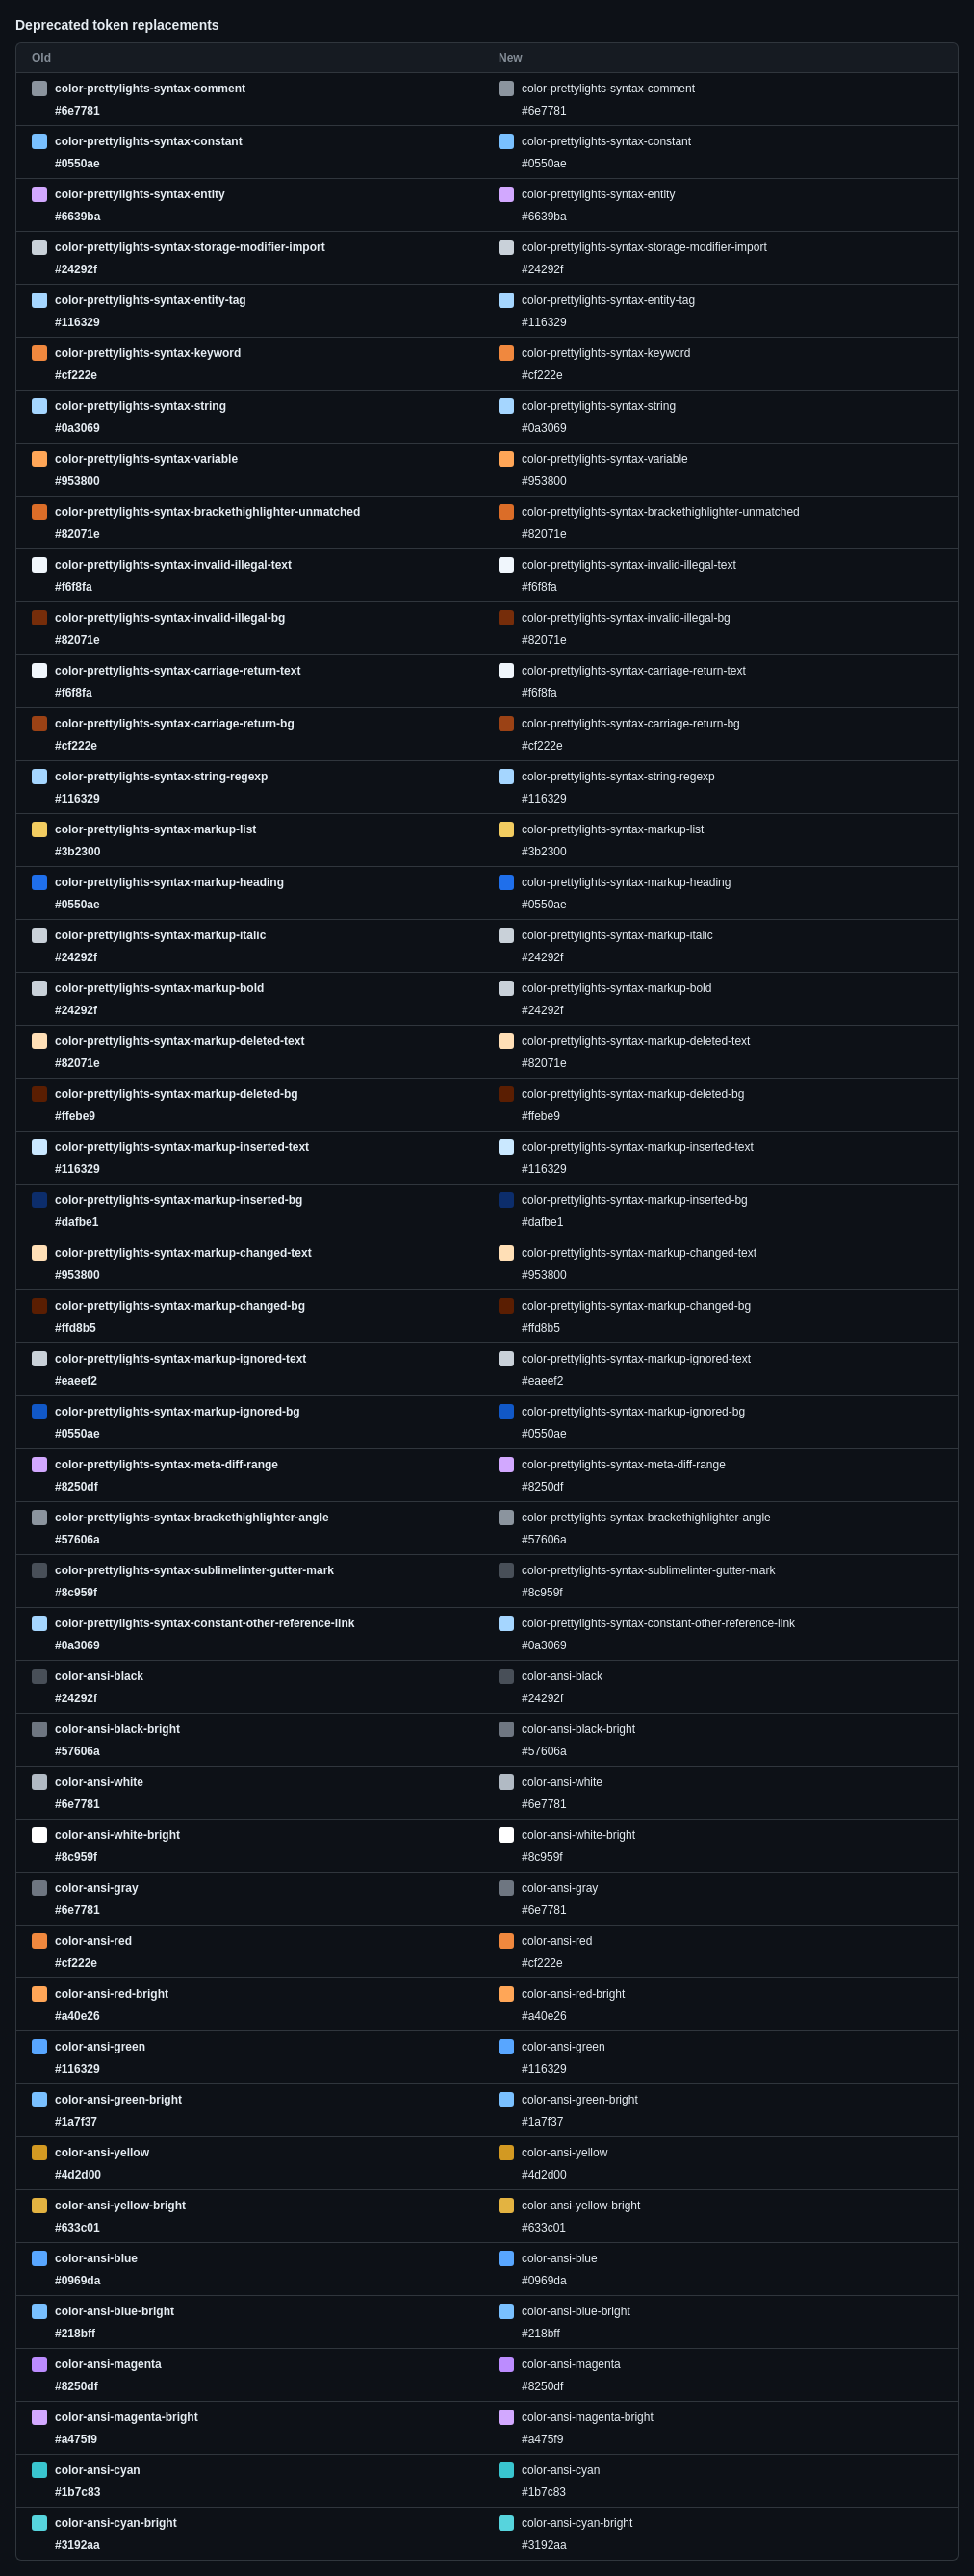 Deprecated token replacements
Old New
color-prettylights-syntax-comment color-prettylights-syntax-comment
#6e7781 #6e7781
color-prettylights-syntax-constant color-prettylights-syntax-constant
#0550ae #0550ae
color-prettylights-syntax-entity color-prettylights-syntax-entity
#6639ba #6639ba
color-prettylights-syntax-storage-modifier-import color-prettylights-syntax-storage-modifier-import
#24292f #24292f
color-prettylights-syntax-entity-tag color-prettylights-syntax-entity-tag
#116329 #116329
color-prettylights-syntax-keyword color-prettylights-syntax-keyword
#cf222e #cf222e
color-prettylights-syntax-string color-prettylights-syntax-string
#0a3069 #0a3069
color-prettylights-syntax-variable color-prettylights-syntax-variable
#953800 #953800
color-prettylights-syntax-brackethighlighter-unmatched color-prettylights-syntax-brackethighlighter-unmatched
#82071e #82071e
color-prettylights-syntax-invalid-illegal-text color-prettylights-syntax-invalid-illegal-text
#f6f8fa #f6f8fa
color-prettylights-syntax-invalid-illegal-bg color-prettylights-syntax-invalid-illegal-bg
#82071e #82071e
color-prettylights-syntax-carriage-return-text color-prettylights-syntax-carriage-return-text
#f6f8fa #f6f8fa
color-prettylights-syntax-carriage-return-bg color-prettylights-syntax-carriage-return-bg
#cf222e #cf222e
color-prettylights-syntax-string-regexp color-prettylights-syntax-string-regexp
#116329 #116329
color-prettylights-syntax-markup-list color-prettylights-syntax-markup-list
#3b2300 #3b2300
color-prettylights-syntax-markup-heading color-prettylights-syntax-markup-heading
#0550ae #0550ae
color-prettylights-syntax-markup-italic color-prettylights-syntax-markup-italic
#24292f #24292f
color-prettylights-syntax-markup-bold color-prettylights-syntax-markup-bold
#24292f #24292f
color-prettylights-syntax-markup-deleted-text color-prettylights-syntax-markup-deleted-text
#82071e #82071e
color-prettylights-syntax-markup-deleted-bg color-prettylights-syntax-markup-deleted-bg
#ffebe9 #ffebe9
color-prettylights-syntax-markup-inserted-text color-prettylights-syntax-markup-inserted-text
#116329 #116329
color-prettylights-syntax-markup-inserted-bg color-prettylights-syntax-markup-inserted-bg
#dafbe1 #dafbe1
color-prettylights-syntax-markup-changed-text color-prettylights-syntax-markup-changed-text
#953800 #953800
color-prettylights-syntax-markup-changed-bg color-prettylights-syntax-markup-changed-bg
#ffd8b5 #ffd8b5
color-prettylights-syntax-markup-ignored-text color-prettylights-syntax-markup-ignored-text
#eaeef2 #eaeef2
color-prettylights-syntax-markup-ignored-bg color-prettylights-syntax-markup-ignored-bg
#0550ae #0550ae
color-prettylights-syntax-meta-diff-range color-prettylights-syntax-meta-diff-range
#8250df #8250df
color-prettylights-syntax-brackethighlighter-angle color-prettylights-syntax-brackethighlighter-angle
#57606a #57606a
color-prettylights-syntax-sublimelinter-gutter-mark color-prettylights-syntax-sublimelinter-gutter-mark
#8c959f #8c959f
color-prettylights-syntax-constant-other-reference-link color-prettylights-syntax-constant-other-reference-link
#0a3069 #0a3069
color-ansi-black color-ansi-black
#24292f #24292f
color-ansi-black-bright color-ansi-black-bright
#57606a #57606a
color-ansi-white color-ansi-white
#6e7781 #6e7781
color-ansi-white-bright color-ansi-white-bright
#8c959f #8c959f
color-ansi-gray color-ansi-gray
#6e7781 #6e7781
color-ansi-red color-ansi-red
#cf222e #cf222e
color-ansi-red-bright color-ansi-red-bright
#a40e26 #a40e26
color-ansi-green color-ansi-green
#116329 #116329
color-ansi-green-bright color-ansi-green-bright
#1a7f37 #1a7f37
color-ansi-yellow color-ansi-yellow
#4d2d00 #4d2d00
color-ansi-yellow-bright color-ansi-yellow-bright
#633c01 #633c01
color-ansi-blue color-ansi-blue
#0969da #0969da
color-ansi-blue-bright color-ansi-blue-bright
#218bff #218bff
color-ansi-magenta color-ansi-magenta
#8250df #8250df
color-ansi-magenta-bright color-ansi-magenta-bright
#a475f9 #a475f9
color-ansi-cyan color-ansi-cyan
#1b7c83 #1b7c83
color-ansi-cyan-bright color-ansi-cyan-bright
#3192aa #3192aa